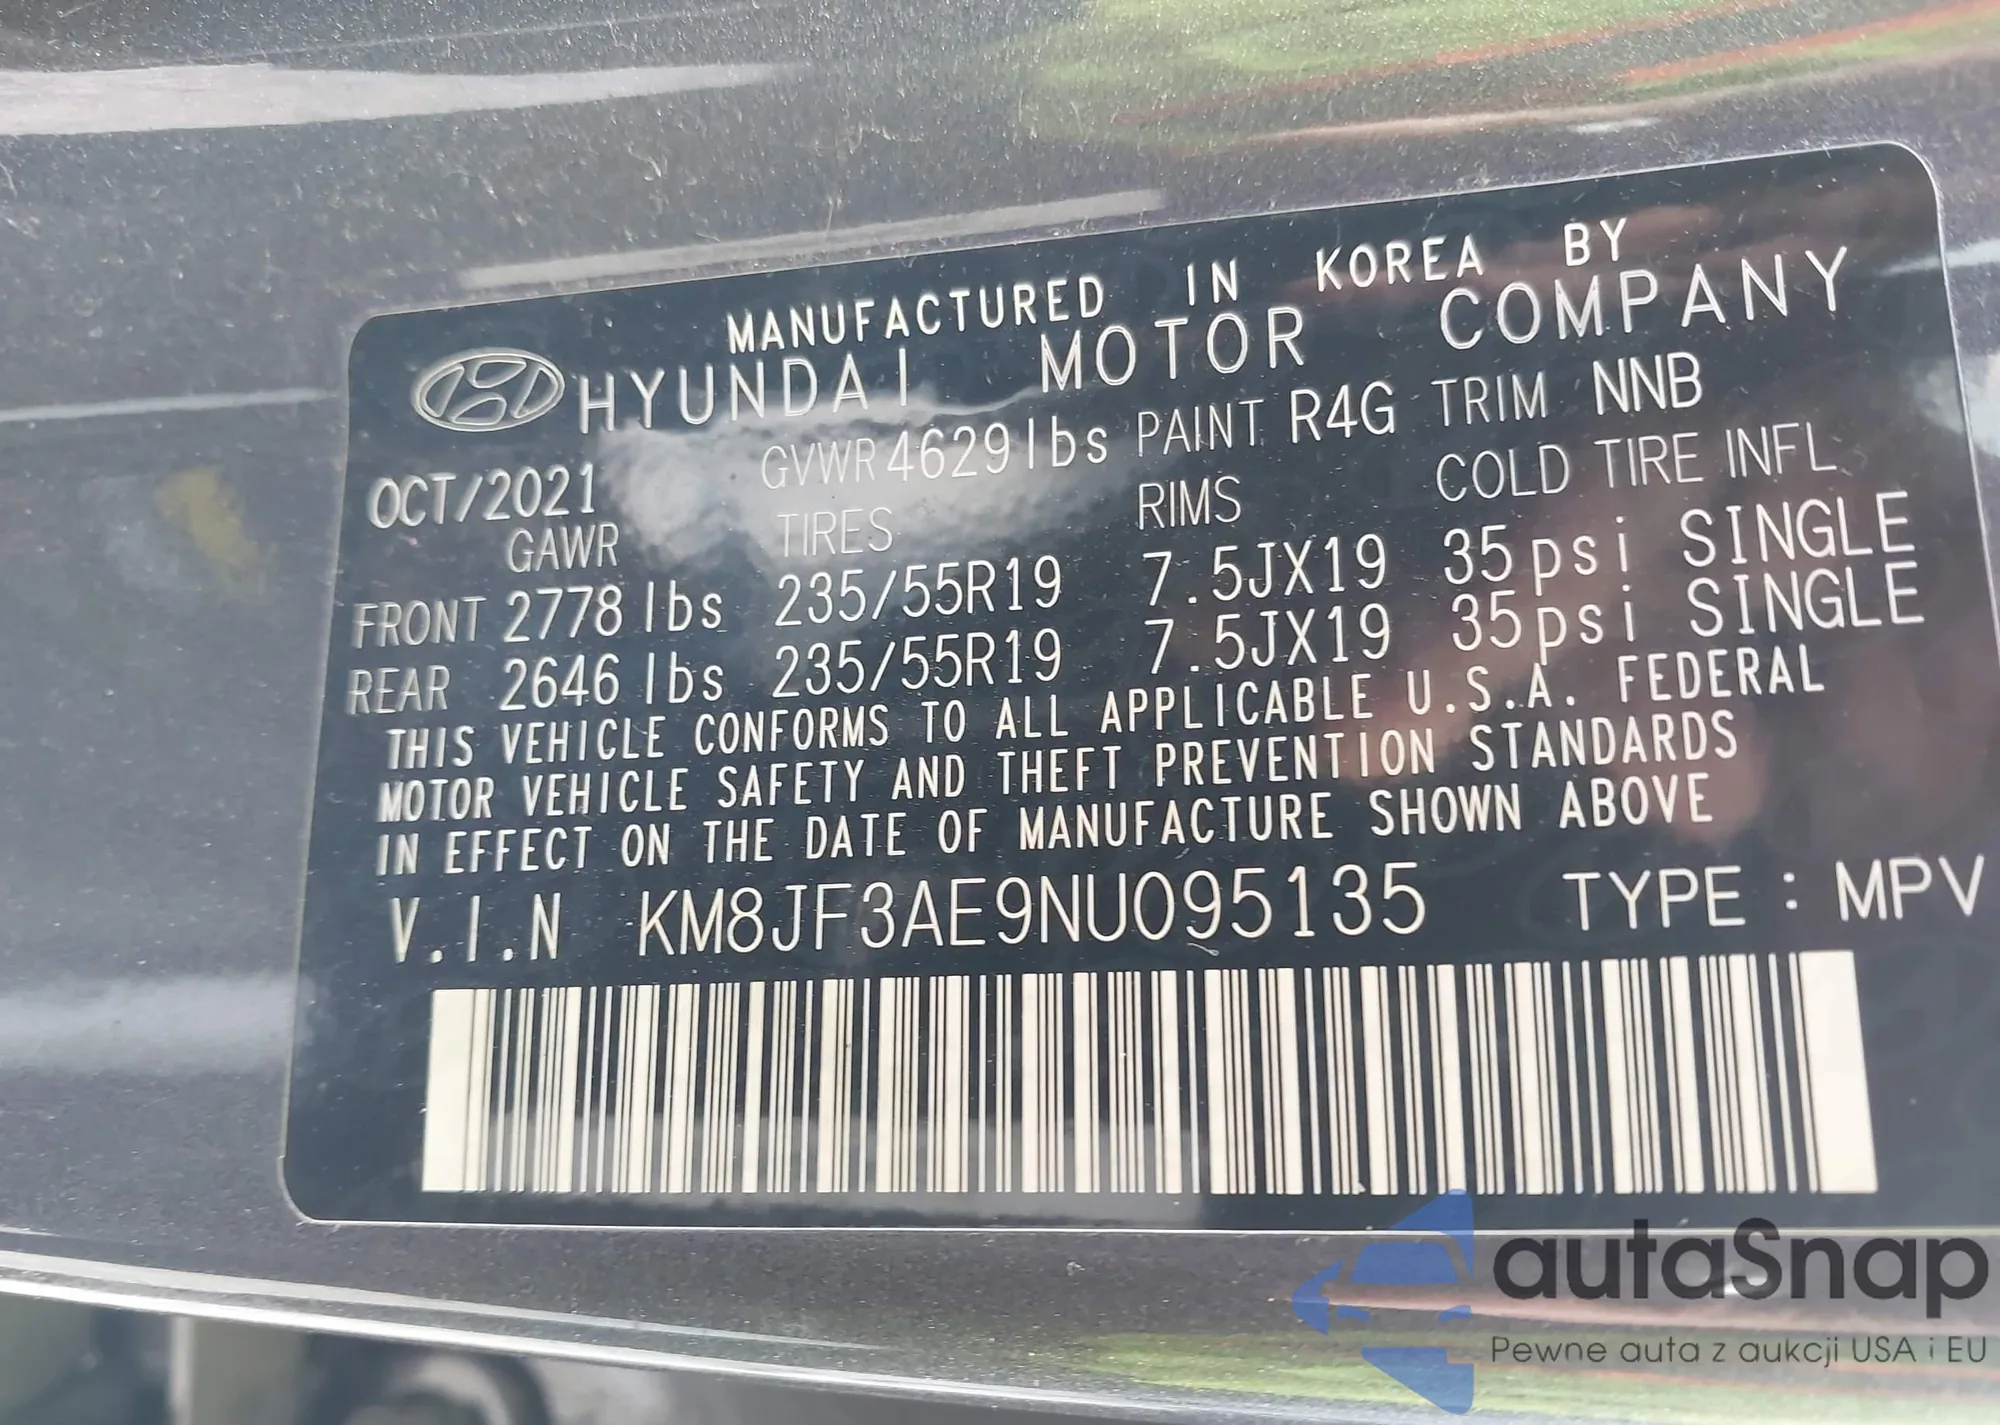 MANUFACTURED IN KOREA BY
HYUNDAI MOTOR COMPANY
OCT/2021 GVWR 4629 lbs PAINT R4G TRIM NNB
GAWR TIRES RIMS COLD TIRE INFL
FRONT 2778 lbs 235/55R19 7.5JX19 35psi SINGLE
REAR 2646 lbs 235/55R19 7.5JX19 35psi SINGLE
THIS VEHICLE CONFORMS TO ALL APPLICABLE U.S.A. FEDERAL
MOTOR VEHICLE SAFETY AND THEFT PREVENTION STANDARDS
IN EFFECT ON THE DATE OF MANUFACTURE SHOWN ABOVE
V.I.N KM8JF3AE9NU095135 TYPE : MPV
autaSnap
Pewne auta z aukcji USA i EU